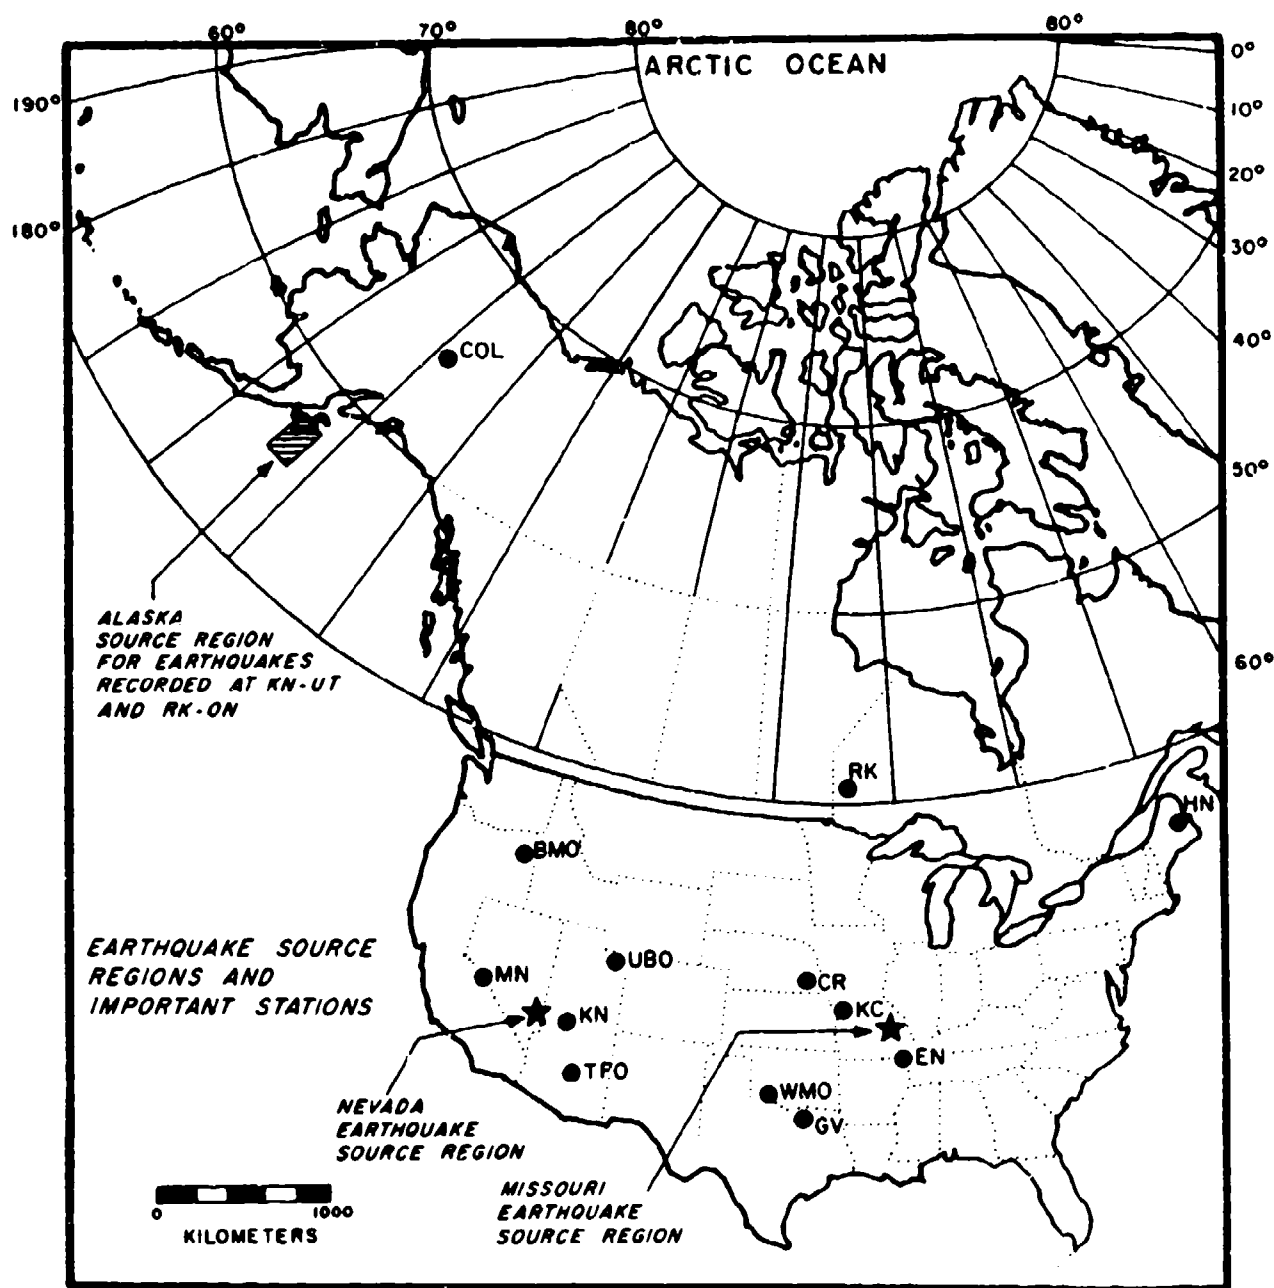 60° 70° 80° 80°
ARCTIC OCEAN
0°
190°
10°
20°
180°
30°
40°
COL
50°
ALASKA
SOURCE REGION
FOR EARTHQUAKES
RECORDED AT KN-UT
AND RK-ON
60°
RK
HN
BMO
EARTHQUAKE SOURCE
REGIONS AND
IMPORTANT STATIONS
MN
UBO
CR
KN
KC
EN
TFO
WMO
GV
NEVADA
EARTHQUAKE
SOURCE REGION
MISSOURI
EARTHQUAKE
SOURCE REGION
0 1000
KILOMETERS